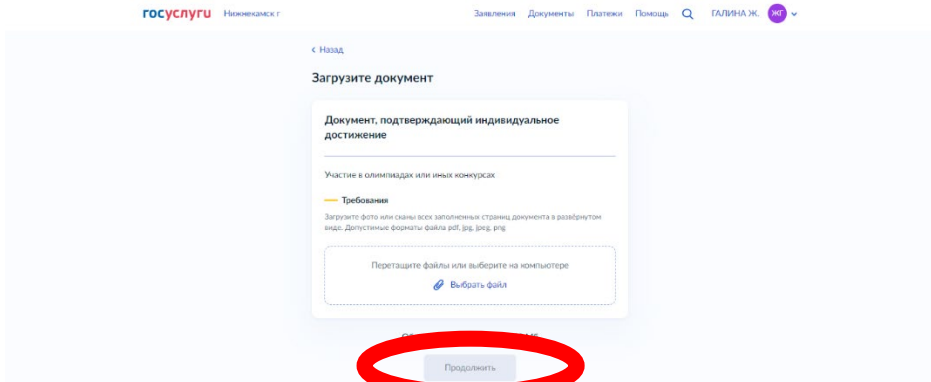 госуслуги Нижнекамск г Заявления Документы Платежи Помощь ГАЛИНА Ж. ЖГ
Назад
Загрузите документ
Документ, подтверждающий индивидуальное
достижение
Участие в олимпиадах или иных конкурсах
Требования
Загрузите фото или сканы всех заполненных страниц документа в развёрнутом
виде. Допустимые форматы файла pdf, jpg, jpeg, png
Перетащите файлы или выберите на компьютере
Выбрать файл
Продолжить